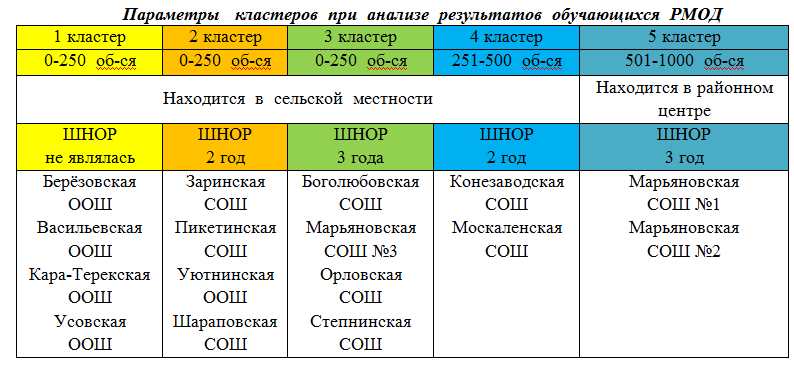 Параметры кластеров при анализе результатов обучающихся РМОД
1 кластер 2 кластер 3 кластер 4 кластер 5 кластер
0-250 об-ся 0-250 об-ся 0-250 об-ся 251-500 об-ся 501-1000 об-ся
Находится в сельской местности Находится в районном
центре
ШНОР ШНОР ШНОР ШНОР ШНОР
не являлась 2 год 3 года 2 год 3 год
Берёзовская Заринская Боголюбовская Конезаводская Марьяновская
ООШ СОШ СОШ СОШ СОШ №1
Васильевская Пикетинская Марьяновская Москаленская Марьяновская
ООШ СОШ СОШ №3 СОШ СОШ №2
Кара-Терекская Уютнинская Орловская
ООШ ООШ СОШ
Усовская Шараповская Степнинская
ООШ СОШ СОШ